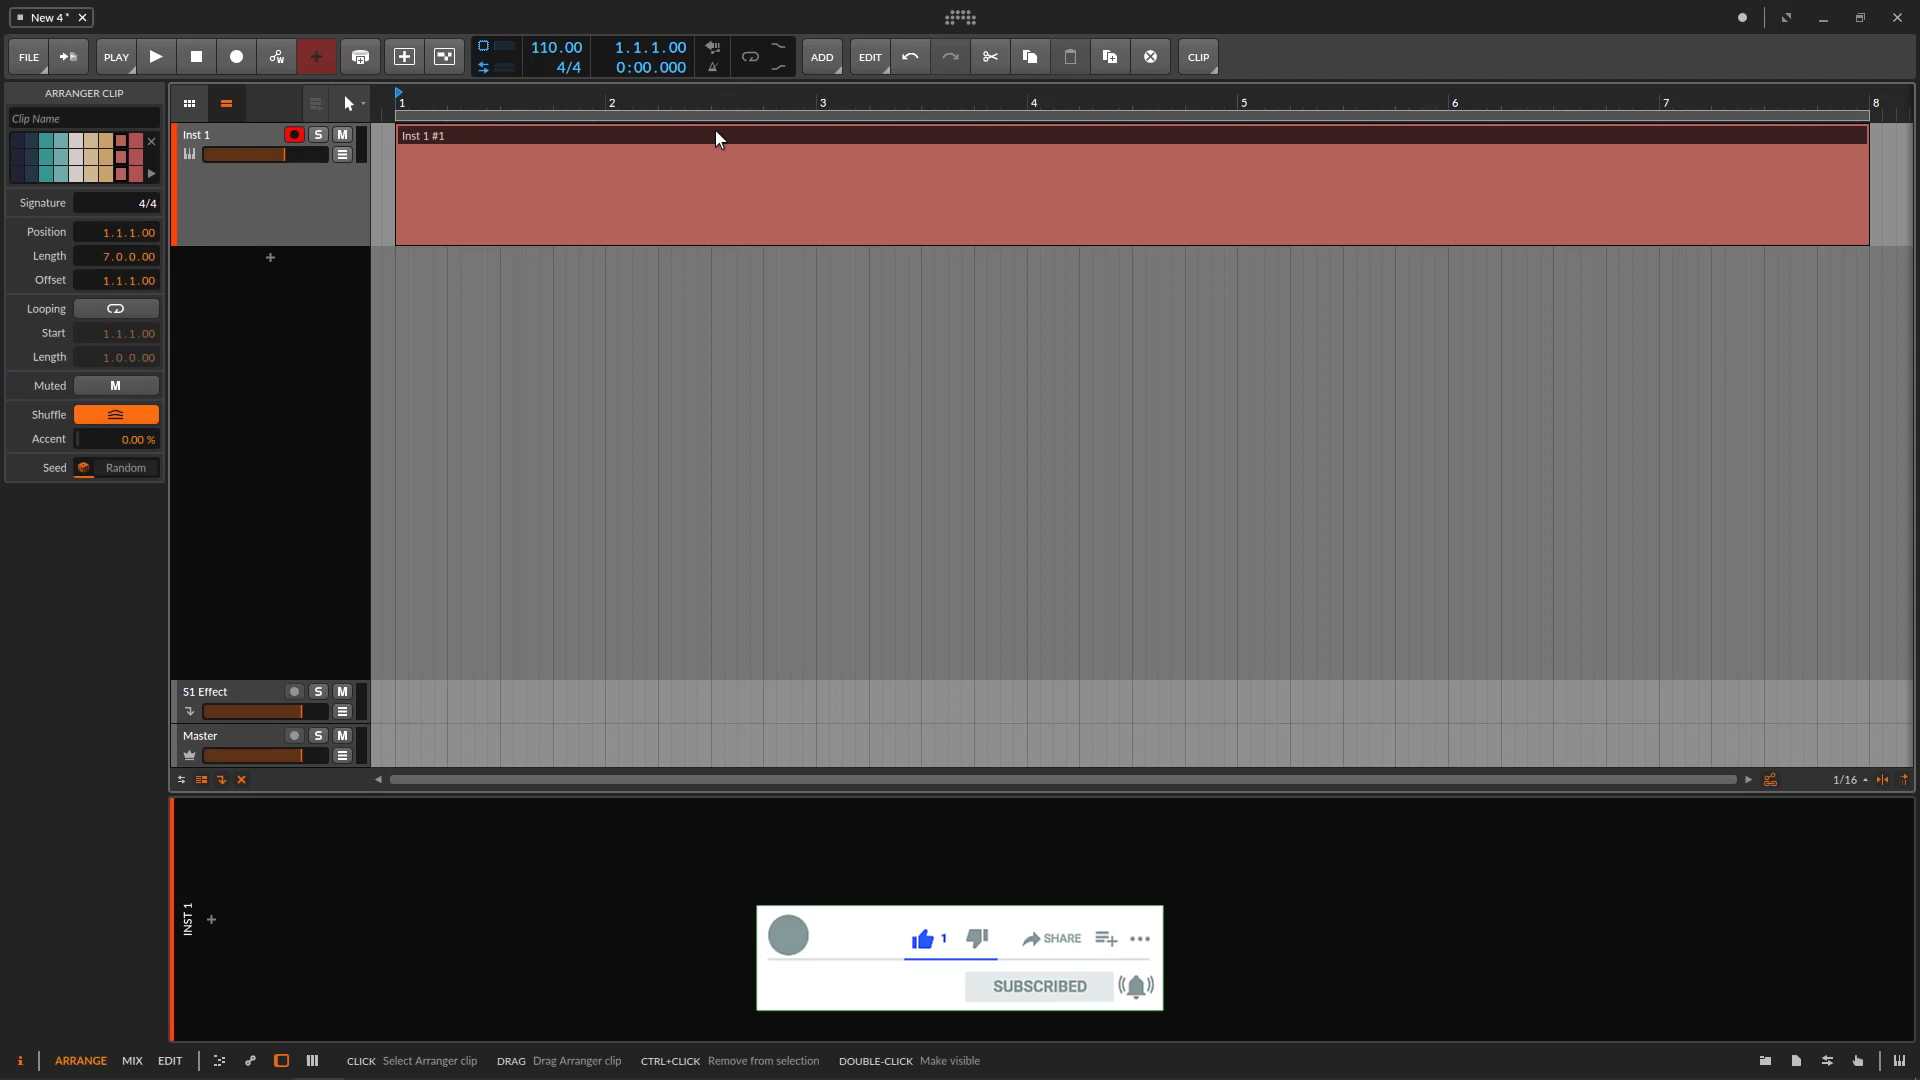 New 4*
FILE
PLAY
110.00
4/4
1.1.1.00
0:00.000
ADD
EDIT
CLIP
ARRANGER CLIP
Clip Name
Signature 4/4
Position 1.1.1.00
Length 7.0.0.00
Offset 1.1.1.00
Looping
Start 1.1.1.00
Length 1.0.0.00
Muted M
Shuffle
Accent 0.00 %
Seed Random
1 2 3 4 5 6 7 8
Inst 1 S M
Inst 1 #1
S1 Effect S M
Master S M
1/16
INST 1
1 SHARE
SUBSCRIBED
i ARRANGE MIX EDIT
CLICK Select Arranger clip DRAG Drag Arranger clip CTRL+CLICK Remove from selection DOUBLE-CLICK Make visible